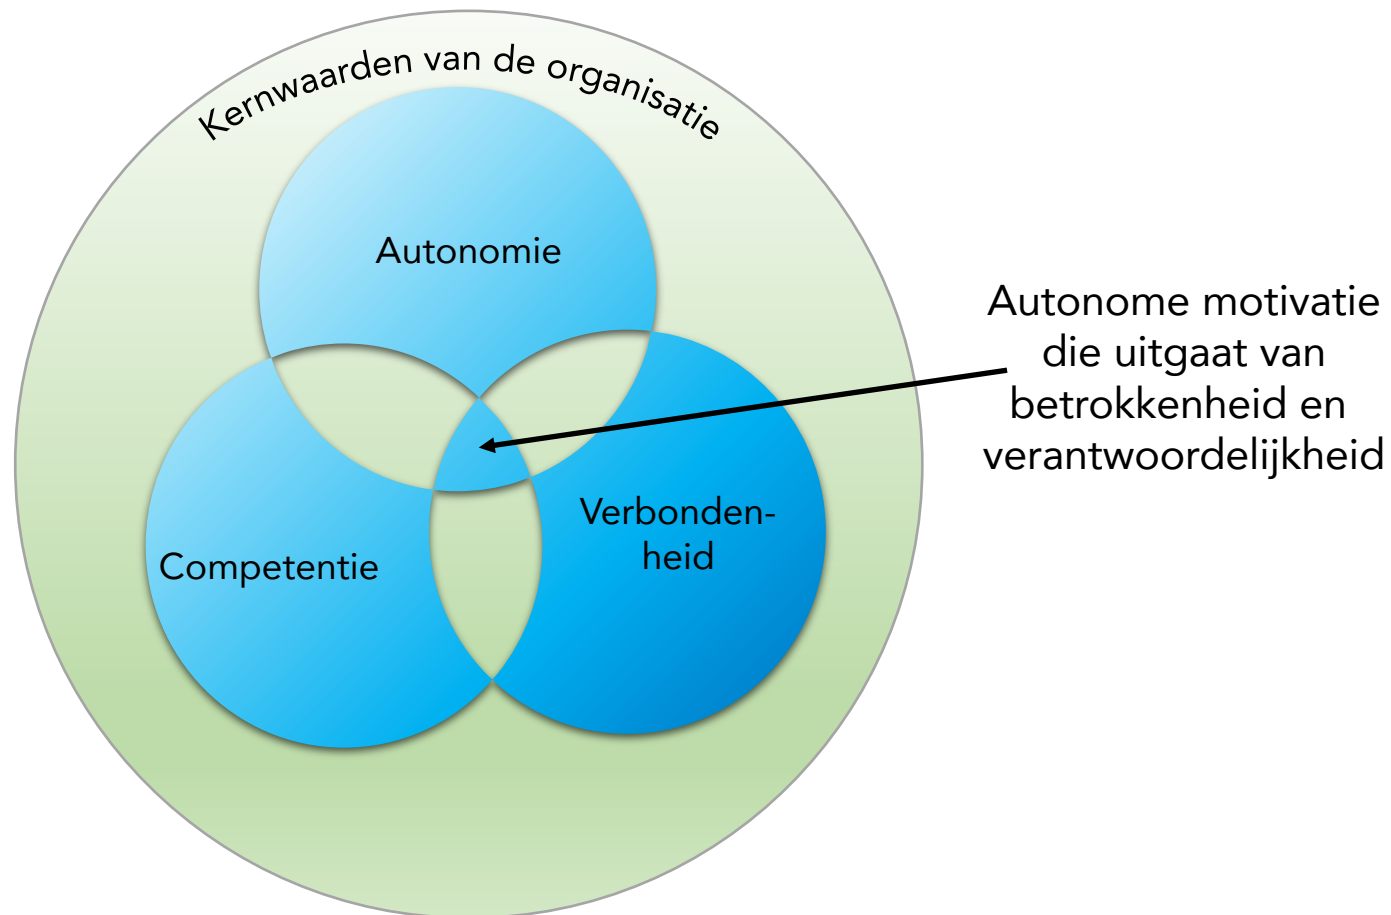 Kernwaarden van de organisatie
Autonomie
Autonome motivatie
die uitgaat van
betrokkenheid en
verantwoordelijkheid
Verbonden-
heid
Competentie